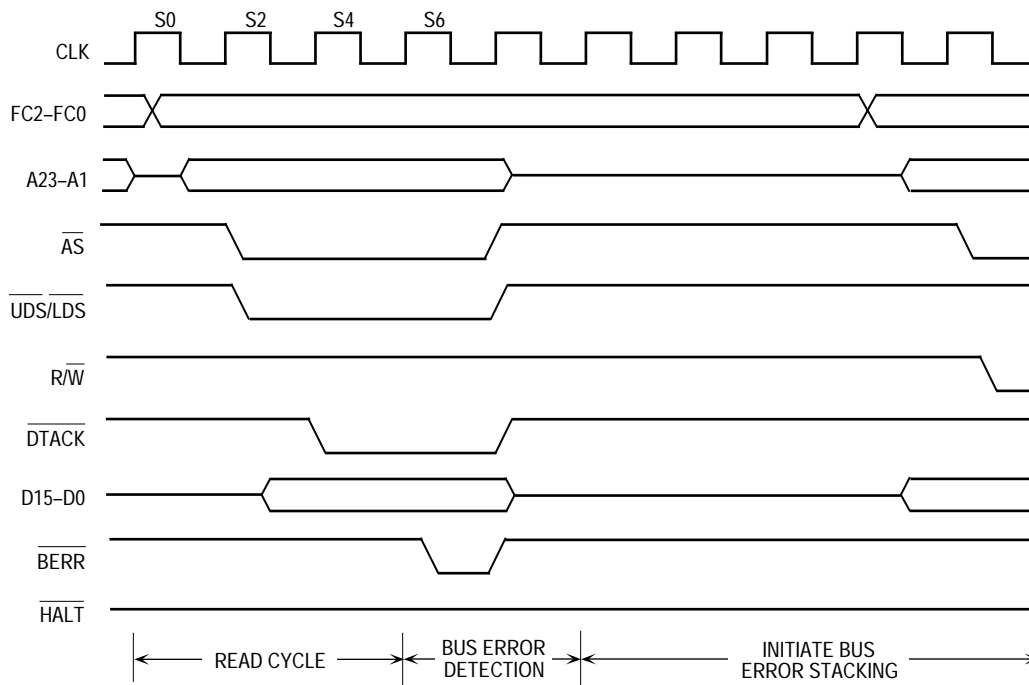 S0 S2 S4 S6
CLK
FC2–FC0
A23–A1
AS
UDS/LDS
R/W
DTACK
D15–D0
BERR
HALT
READ CYCLE
BUS ERROR
DETECTION
INITIATE BUS
ERROR STACKING